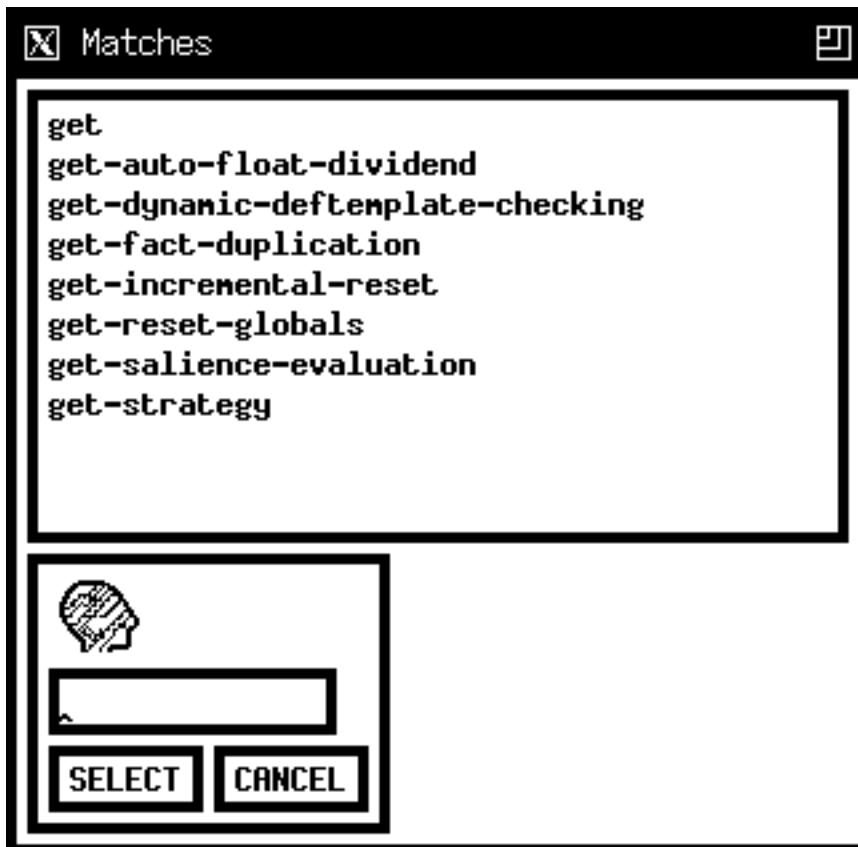 Matches
get
get-auto-float-dividend
get-dynamic-deftemplate-checking
get-fact-duplication
get-incremental-reset
get-reset-globals
get-salience-evaluation
get-strategy
SELECT CANCEL